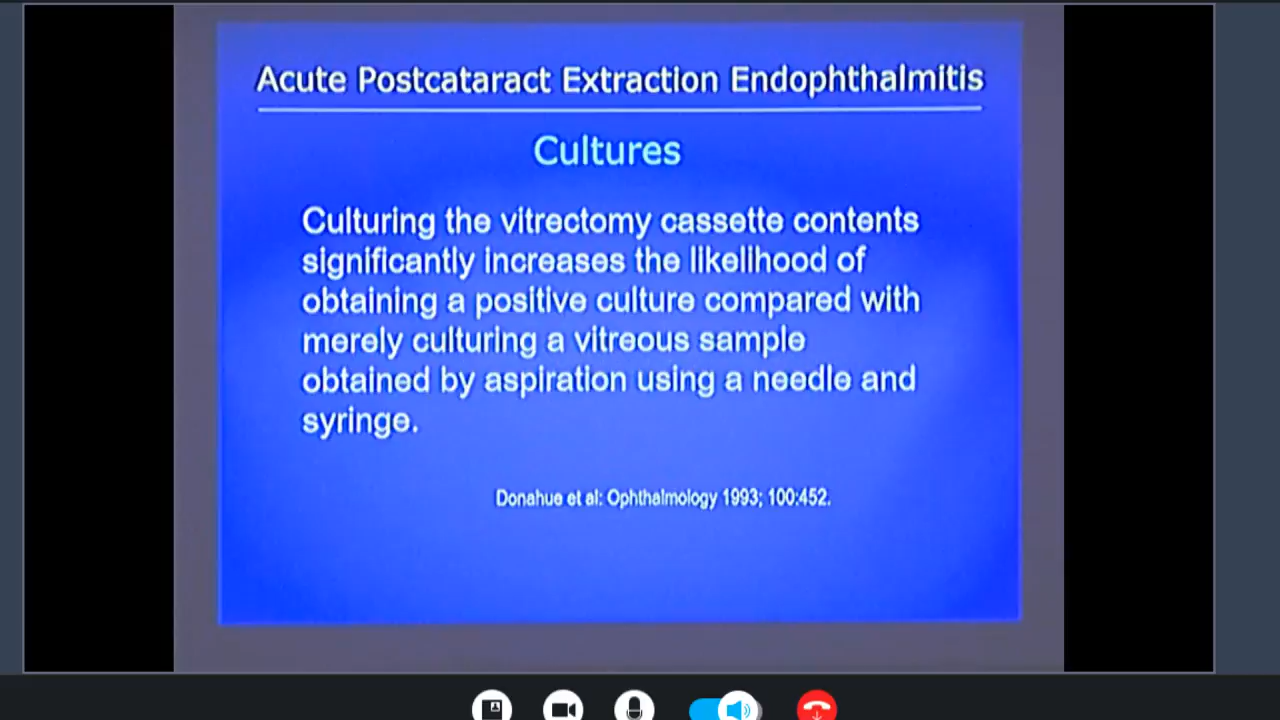 Acute Postcataract Extraction Endophthalmitis
Cultures
Culturing the vitrectomy cassette contents
significantly increases the likelihood of
obtaining a positive culture compared with
merely culturing a vitreous sample
obtained by aspiration using a needle and
syringe.
Donahue et al: Ophthalmology 1993; 100:452.